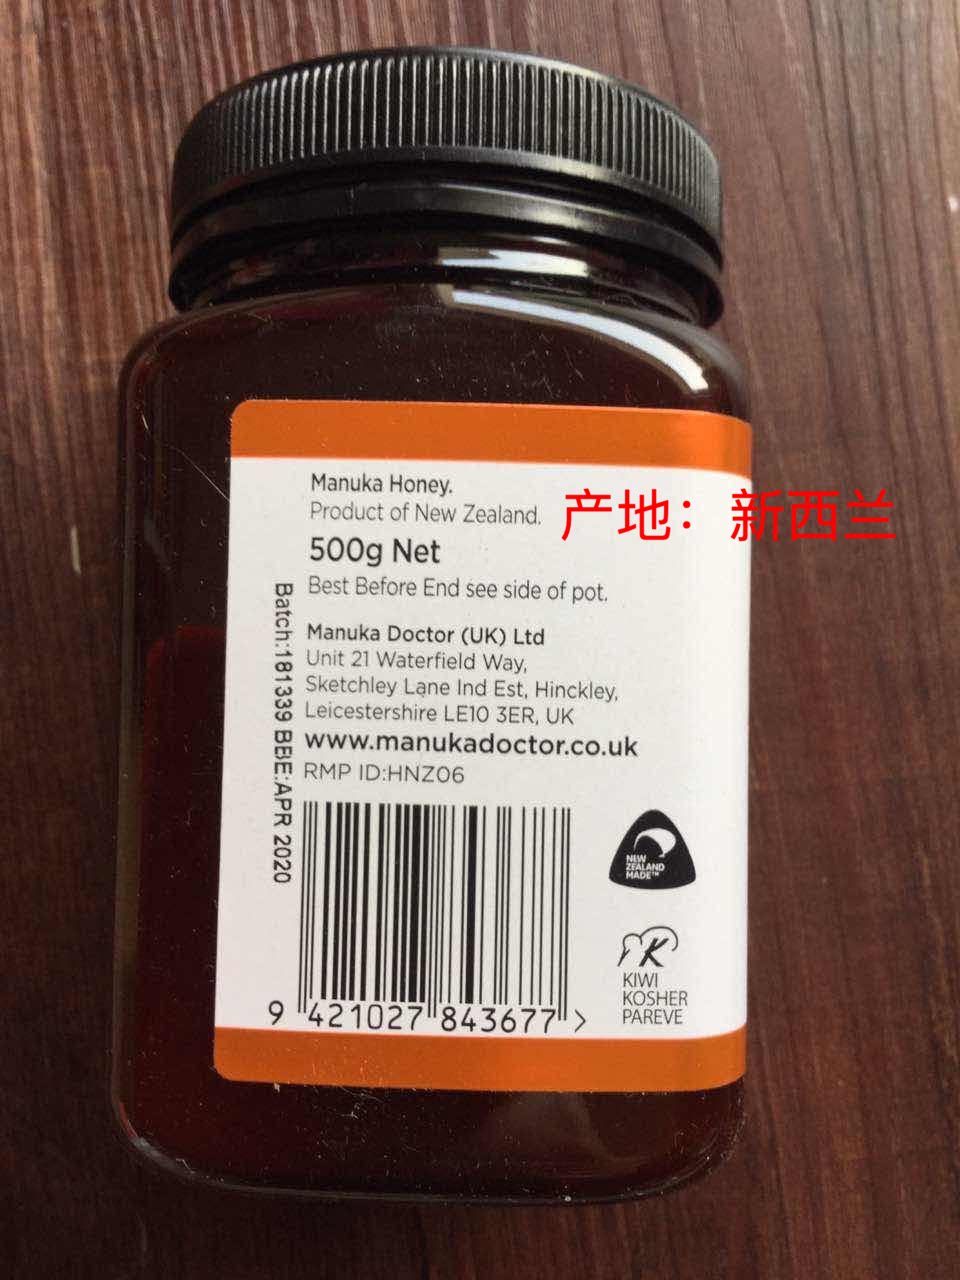 Manuka Honey.
Product of New Zealand.
产地：新西兰
500g Net
Best Before End see side of pot.
Manuka Doctor (UK) Ltd
Unit 21 Waterfield Way,
Sketchley Lane Ind Est, Hinckley,
Leicestershire LE10 3ER, UK
www.manukadoctor.co.uk
RMP ID:HNZ06
Batch:181339 BBE:APR 2020
NEW
ZEALAND
MADE™
K
KIWI
KOSHER
PAREVE
9 421027 843677 >